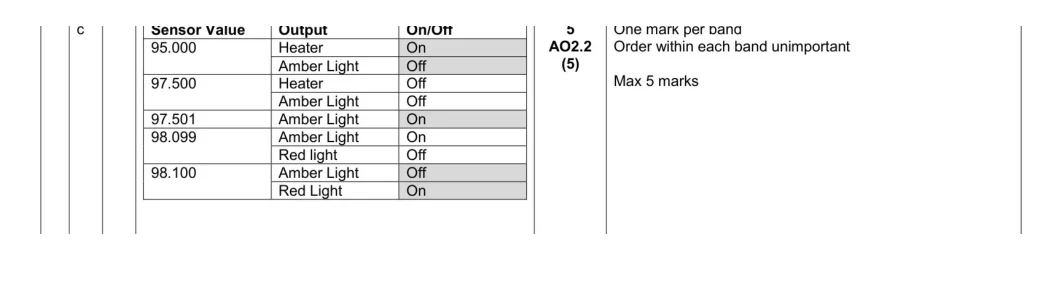 c Sensor Value Output On/Off 5 One mark per band
95.000 Heater On AO2.2 Order within each band unimportant
Amber Light Off (5)
97.500 Heater Off Max 5 marks
Amber Light Off
97.501 Amber Light On
98.099 Amber Light On
Red light Off
98.100 Amber Light Off
Red Light On